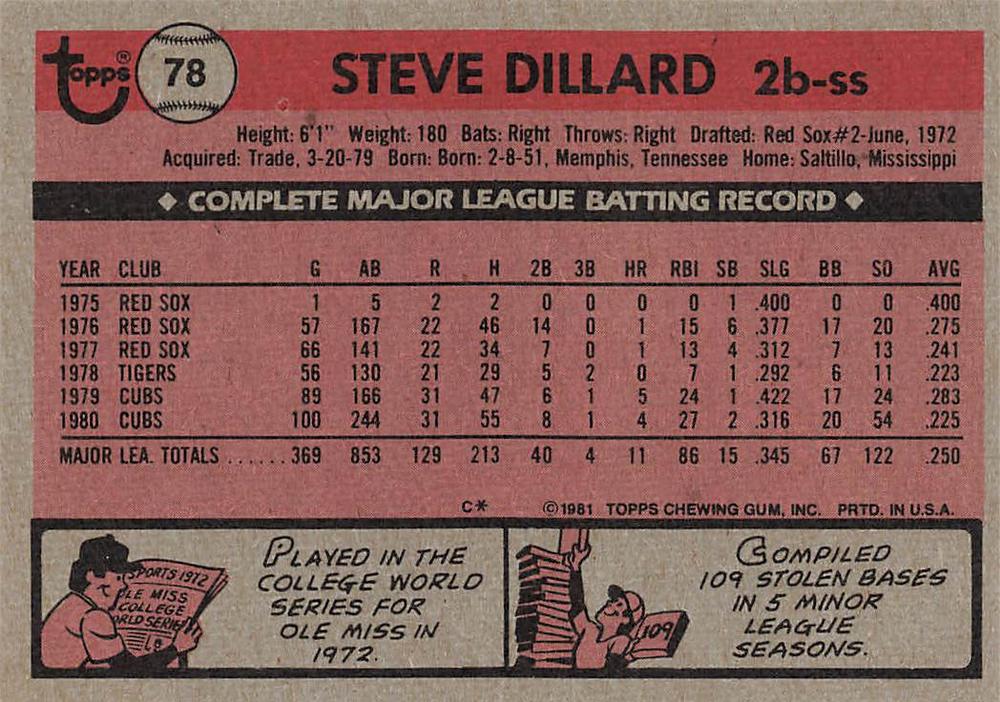 Topps® 78 STEVE DILLARD 2b-ss
Height: 6'1" Weight: 180 Bats: Right Throws: Right Drafted: Red Sox#2-June, 1972
Acquired: Trade, 3-20-79 Born: Born: 2-8-51, Memphis, Tennessee Home: Saltillo, Mississippi
◆ COMPLETE MAJOR LEAGUE BATTING RECORD ◆
YEAR CLUB G AB R H 2B 3B HR RBI SB SLG BB SO AVG
1975 RED SOX 1 5 2 2 0 0 0 0 1 .400 0 0 .400
1976 RED SOX 57 167 22 46 14 0 1 15 6 .377 17 20 .275
1977 RED SOX 66 141 22 34 7 0 1 13 4 .312 7 13 .241
1978 TIGERS 56 130 21 29 5 2 0 7 1 .292 6 11 .223
1979 CUBS 89 166 31 47 6 1 5 24 1 .422 17 24 .283
1980 CUBS 100 244 31 55 8 1 4 27 2 .316 20 54 .225
MAJOR LEA. TOTALS ......369 853 129 213 40 4 11 86 15 .345 67 122 .250
C* ©1981 TOPPS CHEWING GUM, INC. PRTD. IN U.S.A.
SPORTS 1972
OLE MISS
COLLEGE
WORLD SERIES
PLAYED IN THE
COLLEGE WORLD
SERIES FOR
OLE MISS IN
1972.
109
COMPILED
109 STOLEN BASES
IN 5 MINOR
LEAGUE
SEASONS.